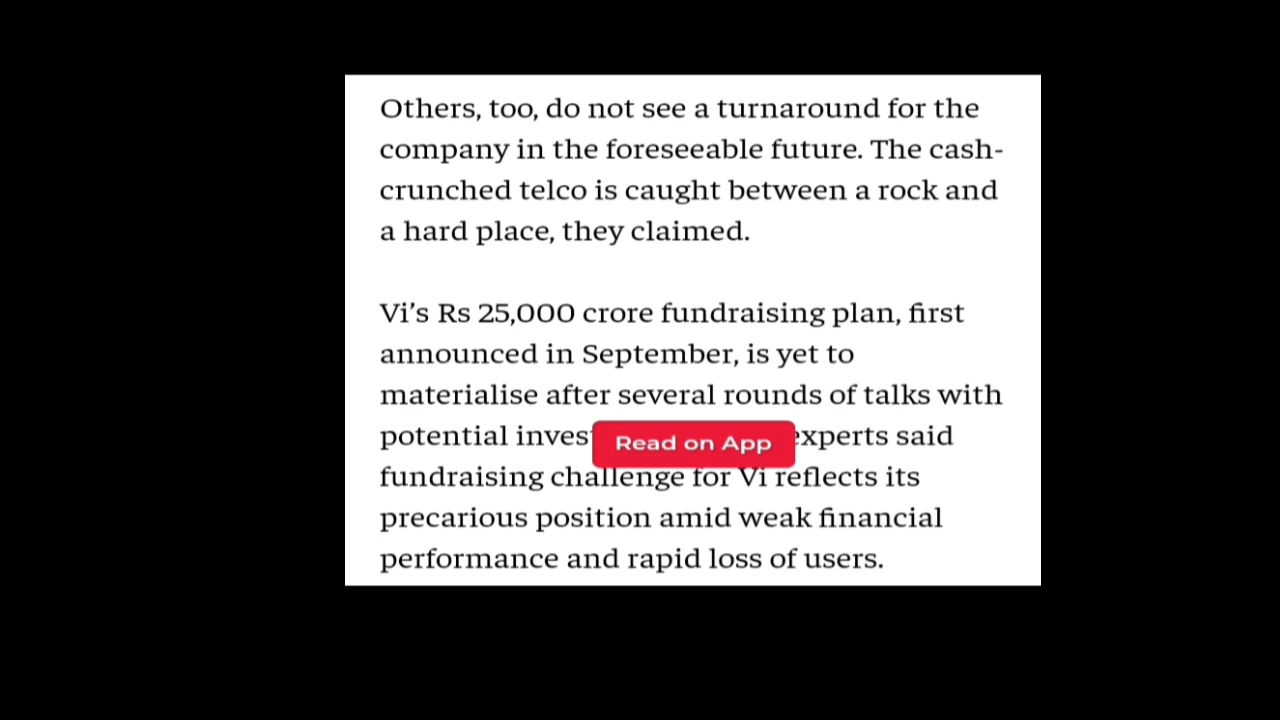 Others, too, do not see a turnaround for the
company in the foreseeable future. The cash-
crunched telco is caught between a rock and
a hard place, they claimed.
Vi’s Rs 25,000 crore fundraising plan, first
announced in September, is yet to
materialise after several rounds of talks with
potential experts said
Read on App
fundraising challenge for Vi reflects its
precarious position amid weak financial
performance and rapid loss of users.